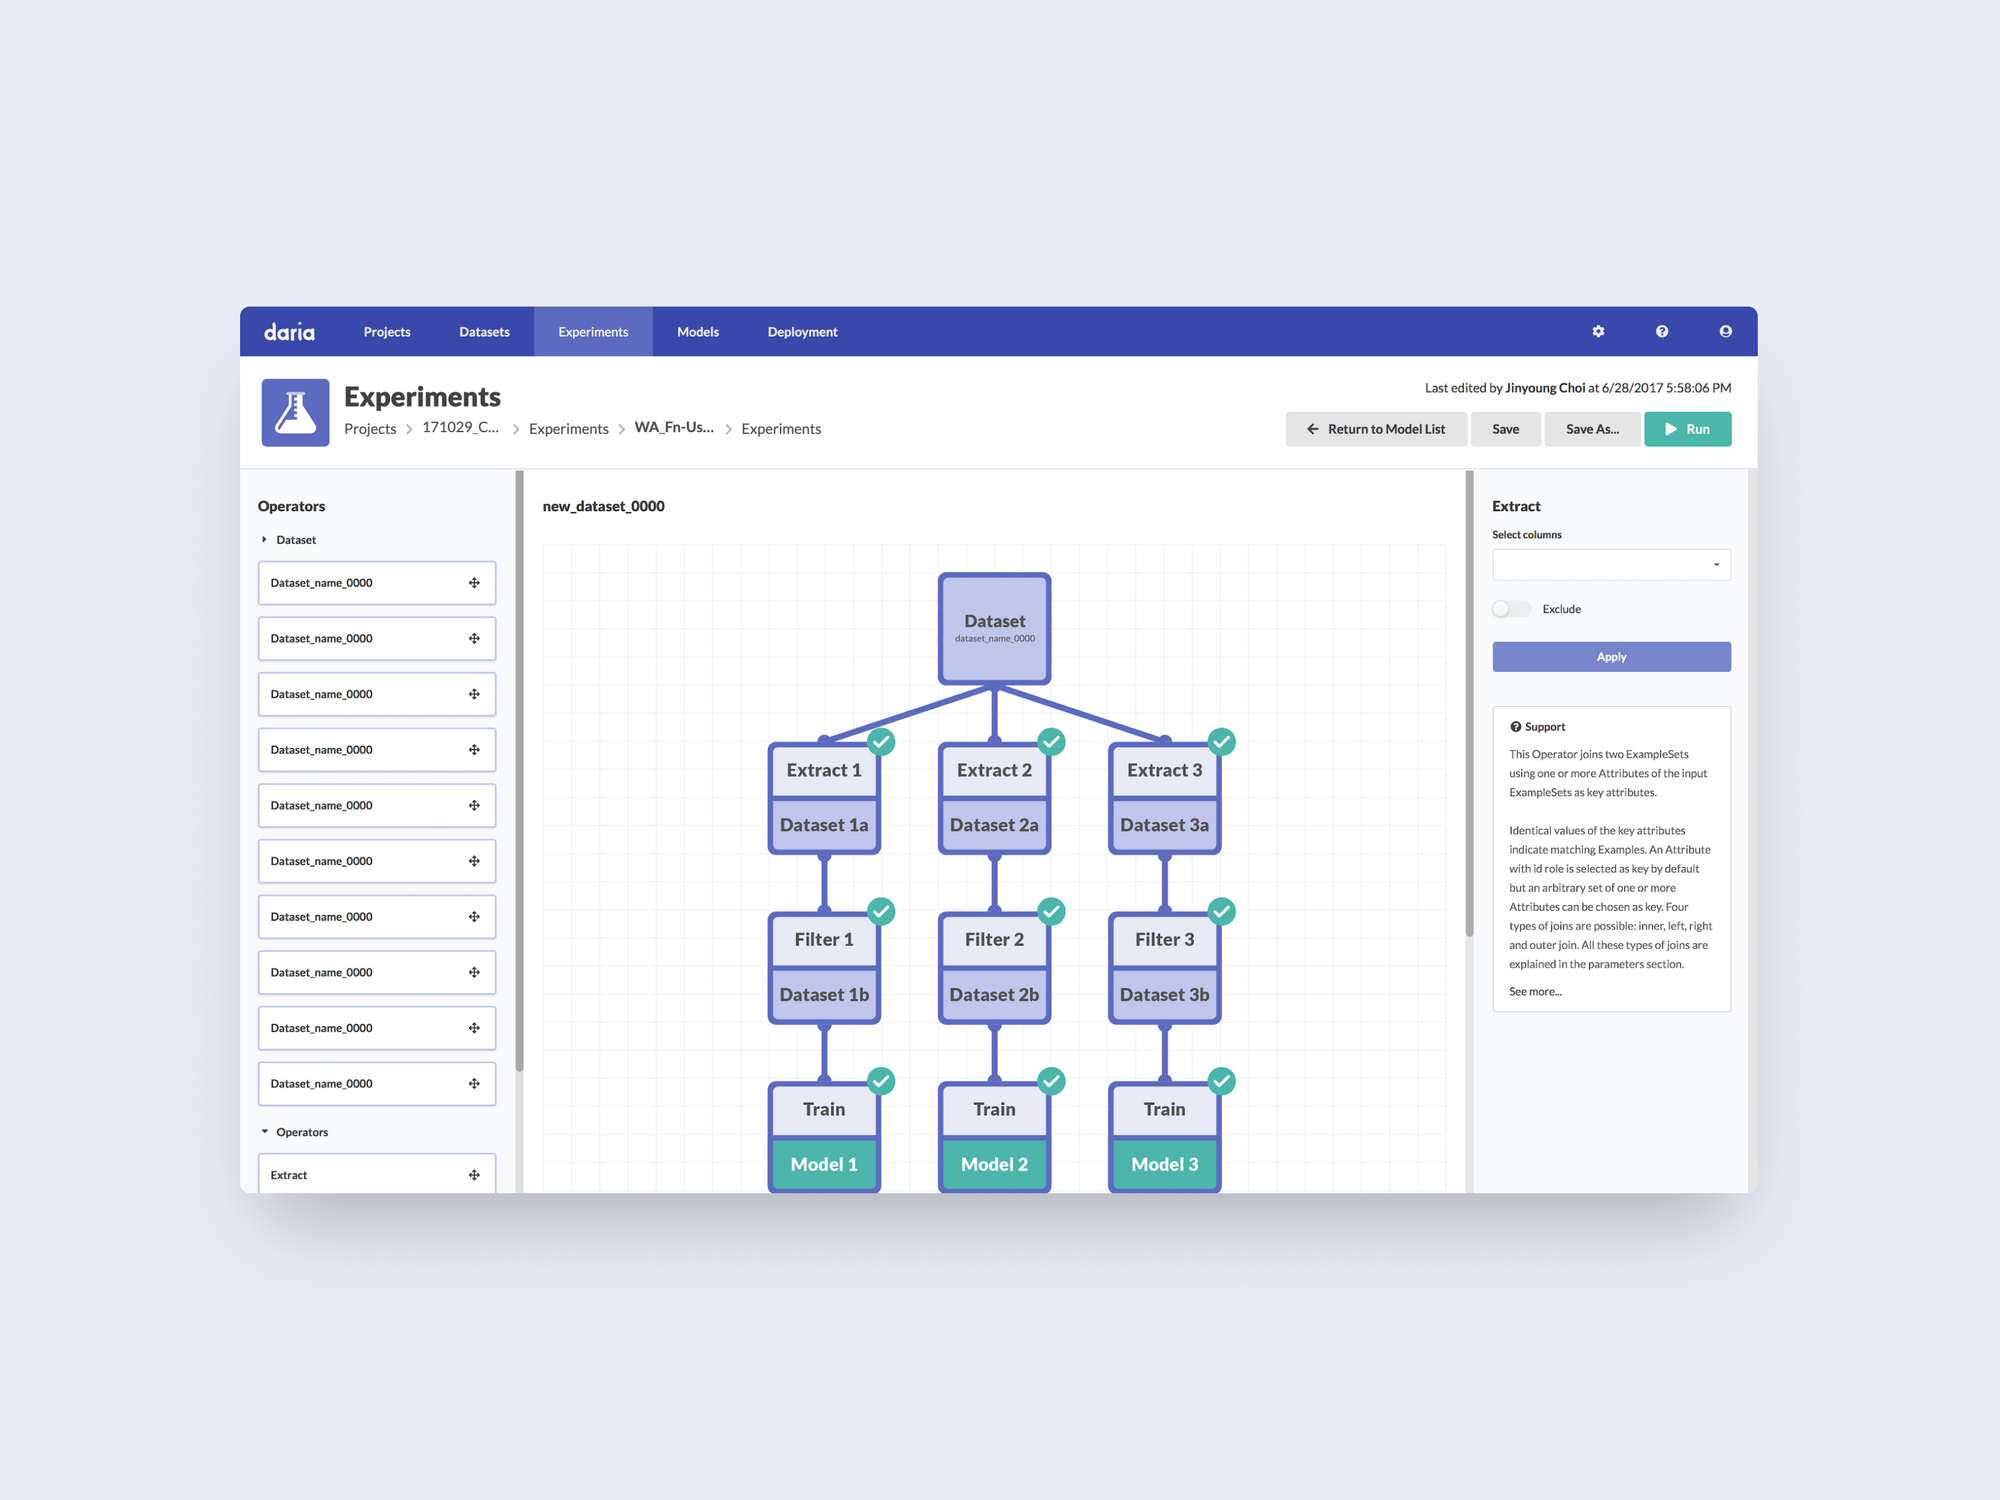 daria
Projects
Datasets
Experiments
Models
Deployment
Experiments
Projects
171029_C...
Experiments
WA_Fn-Us...
Experiments
Last edited by Jinyoung Choi at 6/28/2017 5:58:06 PM
Return to Model List
Save
Save As...
Run
Operators
Dataset
Dataset_name_0000
Dataset_name_0000
Dataset_name_0000
Dataset_name_0000
Dataset_name_0000
Dataset_name_0000
Dataset_name_0000
Dataset_name_0000
Dataset_name_0000
Dataset_name_0000
Operators
Extract
new_dataset_0000
Dataset
dataset_name_0000
Extract 1
Extract 2
Extract 3
Dataset 1a
Dataset 2a
Dataset 3a
Filter 1
Filter 2
Filter 3
Dataset 1b
Dataset 2b
Dataset 3b
Train
Train
Train
Model 1
Model 2
Model 3
Extract
Select columns
Exclude
Apply
Support
This Operator joins two ExampleSets
using one or more Attributes of the input
ExampleSets as key attributes.
Identical values of the key attributes
indicate matching Examples. An Attribute
with id role is selected as key by default
but an arbitrary set of one or more
Attributes can be chosen as key. Four
types of joins are possible: inner, left, right
and outer join. All these types of joins are
explained in the parameters section.
See more...